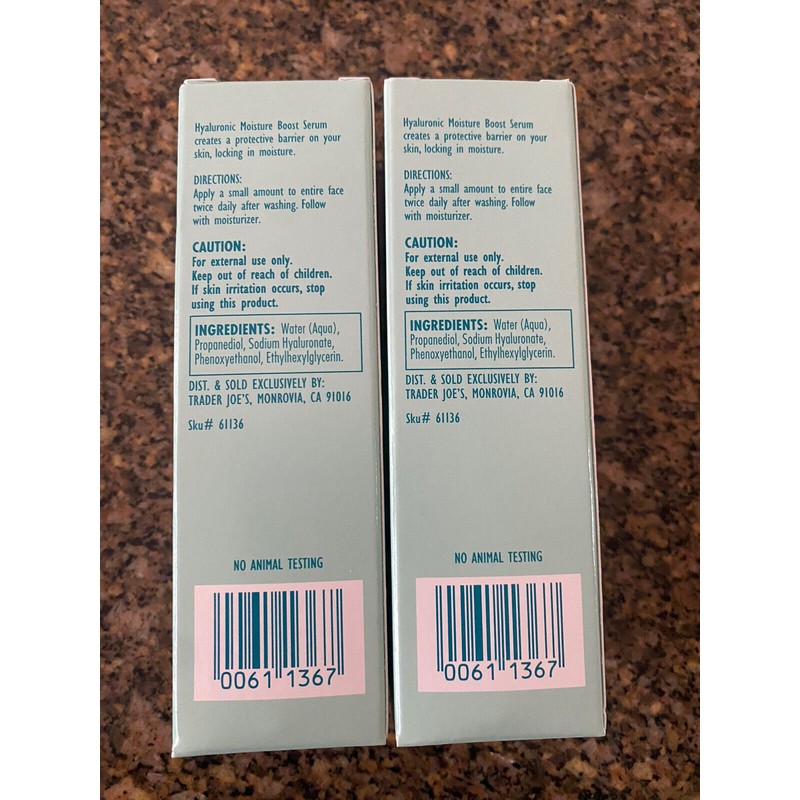 Hyaluronic Moisture Boost Serum
creates a protective barrier on your
skin, locking in moisture.
DIRECTIONS:
Apply a small amount to entire face
twice daily after washing. Follow
with moisturizer.
CAUTION:
For external use only.
Keep out of reach of children.
If skin irritation occurs, stop
using this product.
INGREDIENTS: Water (Aqua),
Propanediol, Sodium Hyaluronate,
Phenoxyethanol, Ethylhexylglycerin.
DIST. & SOLD EXCLUSIVELY BY:
TRADER JOE'S, MONROVIA, CA 91016
Sku# 61136
NO ANIMAL TESTING
0061 1367
Hyaluronic Moisture Boost Serum
creates a protective barrier on your
skin, locking in moisture.
DIRECTIONS:
Apply a small amount to entire face
twice daily after washing. Follow
with moisturizer.
CAUTION:
For external use only.
Keep out of reach of children.
If skin irritation occurs, stop
using this product.
INGREDIENTS: Water (Aqua),
Propanediol, Sodium Hyaluronate,
Phenoxyethanol, Ethylhexylglycerin.
DIST. & SOLD EXCLUSIVELY BY:
TRADER JOE'S, MONROVIA, CA 91016
Sku# 61136
NO ANIMAL TESTING
0061 1367